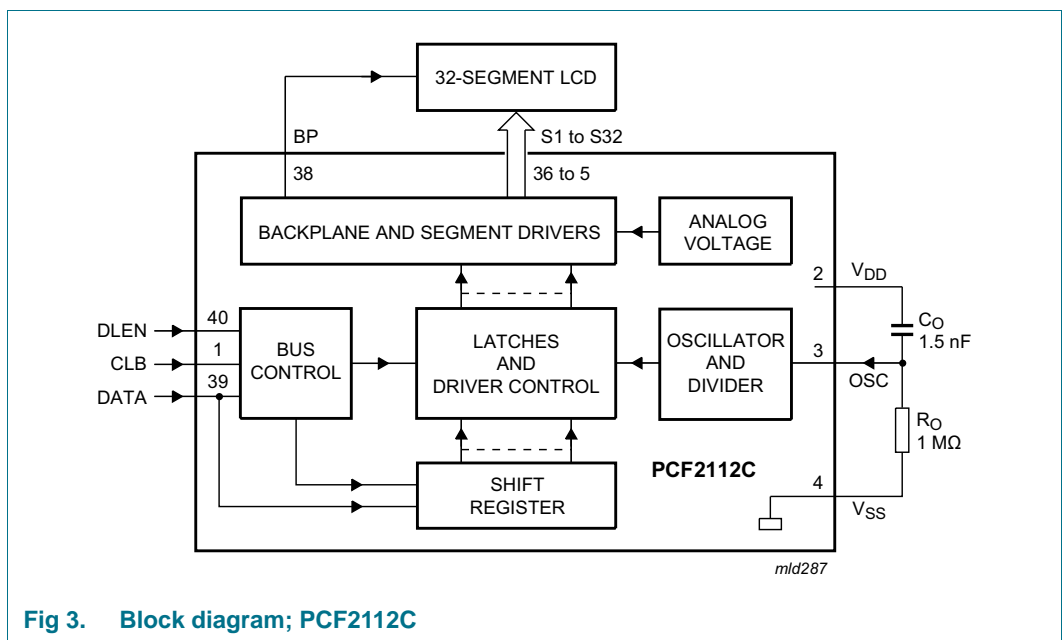 32-SEGMENT LCD
BP
S1 to S32
38
36 to 5
BACKPLANE AND SEGMENT DRIVERS
ANALOG
VOLTAGE
2
VDD
CO
1.5 nF
DLEN
40
CLB
1
DATA
39
BUS
CONTROL
LATCHES
AND
DRIVER CONTROL
OSCILLATOR
AND
DIVIDER
3
OSC
RO
1 MΩ
PCF2112C
SHIFT
REGISTER
4
VSS
mld287
Fig 3. Block diagram; PCF2112C